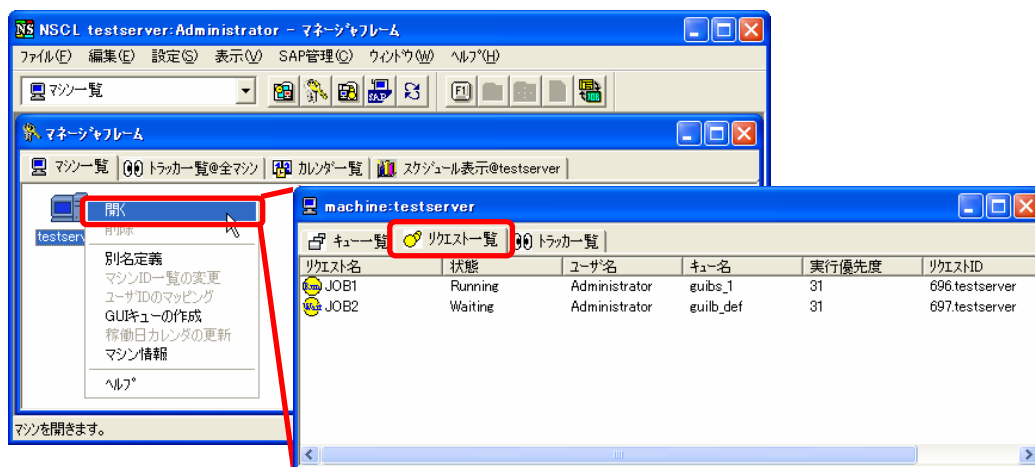 NS NSCL testserver:Administrator - マネージャフレーム
ファイル(F) 編集(E) 設定(S) 表示(V) SAP管理(C) ウィンドウ(W) ヘルプ(H)
マシン一覧
SAP
F1
JOB
マネージャフレーム
マシン一覧 トラッカ一覧@全マシン カレンダー一覧 スケジュール表示@testserver
testserv
開く
削除
別名定義
マシンID一覧の変更
ユーザIDのマッピング
GUIキューの作成
稼働日カレンダの更新
マシン情報
ヘルプ
マシンを開きます。
machine:testserver
キュー一覧 リクエスト一覧 トラッカ一覧
リクエスト名 状態 ユーザ名 キュー名 実行優先度 リクエストID
JOB1 Running Administrator guibs_1 31 696.testserver
JOB2 Waiting Administrator guilb_def 31 697.testserver